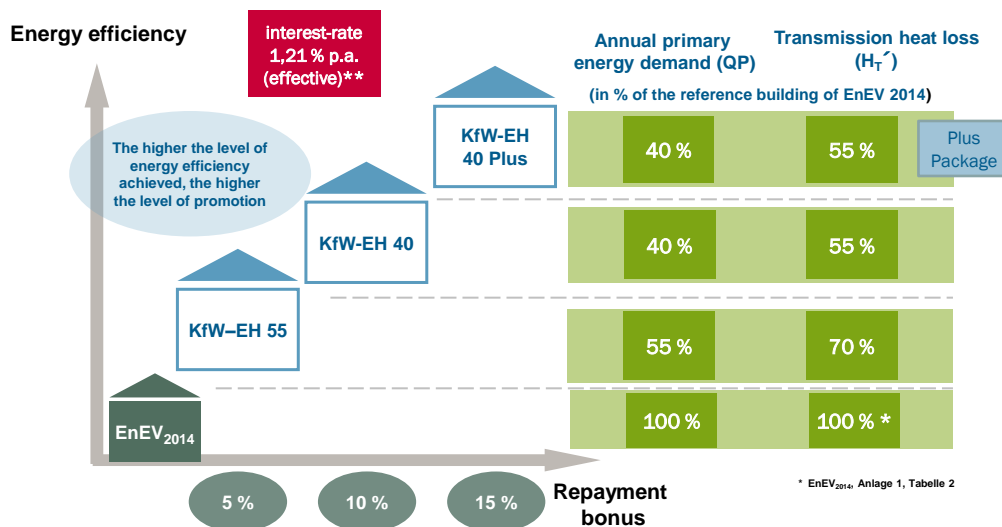 Energy efficiency
interest-rate
1,21 % p.a.
(effective)**
Annual primary
energy demand (QP)
Transmission heat loss
(H_T´)
(in % of the reference building of EnEV 2014)
The higher the level of
energy efficiency
achieved, the higher
the level of promotion
KfW-EH
40 Plus
40 %
55 %
Plus
Package
KfW-EH 40
40 %
55 %
KfW–EH 55
55 %
70 %
EnEV2014
100 %
100 % *
5 %
10 %
15 %
Repayment
bonus
* EnEV2014, Anlage 1, Tabelle 2